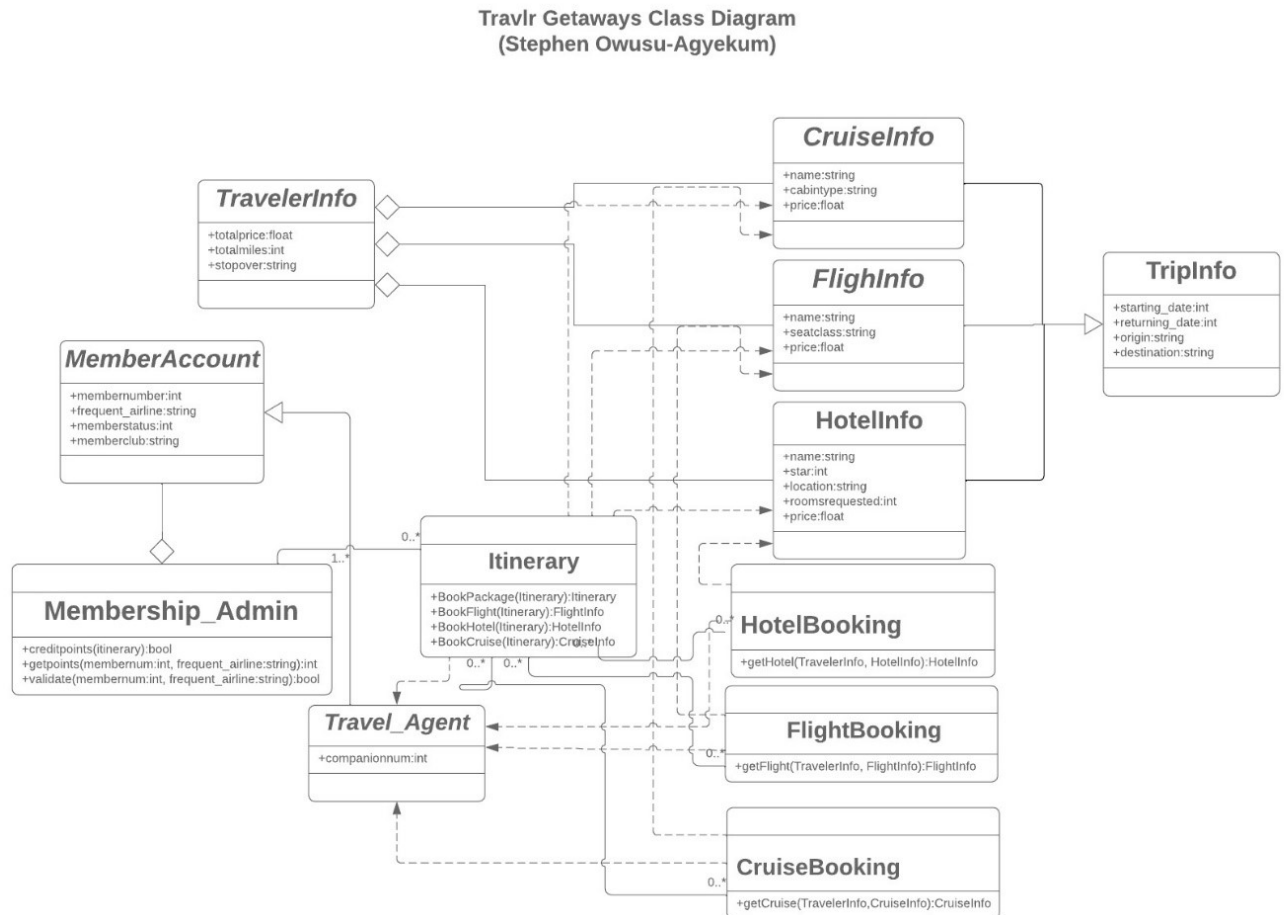 Travlr Getaways Class Diagram
(Stephen Owusu-Agyekum)
CruiseInfo
+name:string
+cabintype:string
+price:float
TravelerInfo
+totalprice:float
+totalmiles:int
+stopover:string
FlighInfo
+name:string
+seatclass:string
+price:float
TripInfo
+starting_date:int
+returning_date:int
+origin:string
+destination:string
MemberAccount
+membernumber:int
+frequent_airline:string
+memberstatus:int
+memberclub:string
HotelInfo
+name:string
+star:int
+location:string
+roomsrequested:int
+price:float
0..*
1..*
Itinerary
+BookPackage(Itinerary):Itinerary
+BookFlight(Itinerary):FlightInfo
+BookHotel(Itinerary):HotelInfo
+BookCruise(Itinerary):CruiseInfo
0..*
0..*
0..*
Membership_Admin
+creditpoints(itinerary):bool
+getpoints(membernum:int, frequent_airline:string):int
+validate(membernum:int, frequent_airline:string):bool
0..*
HotelBooking
+getHotel(TravelerInfo, HotelInfo):HotelInfo
Travel_Agent
+companionnum:int
FlightBooking
0..*
+getFlight(TravelerInfo, FlightInfo):FlightInfo
CruiseBooking
0..*
+getCruise(TravelerInfo,CruiseInfo):CruiseInfo